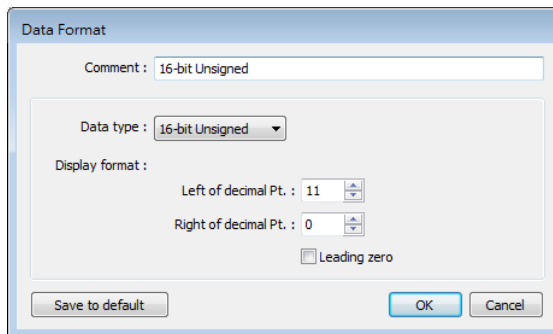 Data Format
Comment : 16-bit Unsigned
Data type : 16-bit Unsigned
Display format :
Left of decimal Pt. : 11
Right of decimal Pt. : 0
Leading zero
Save to default OK Cancel